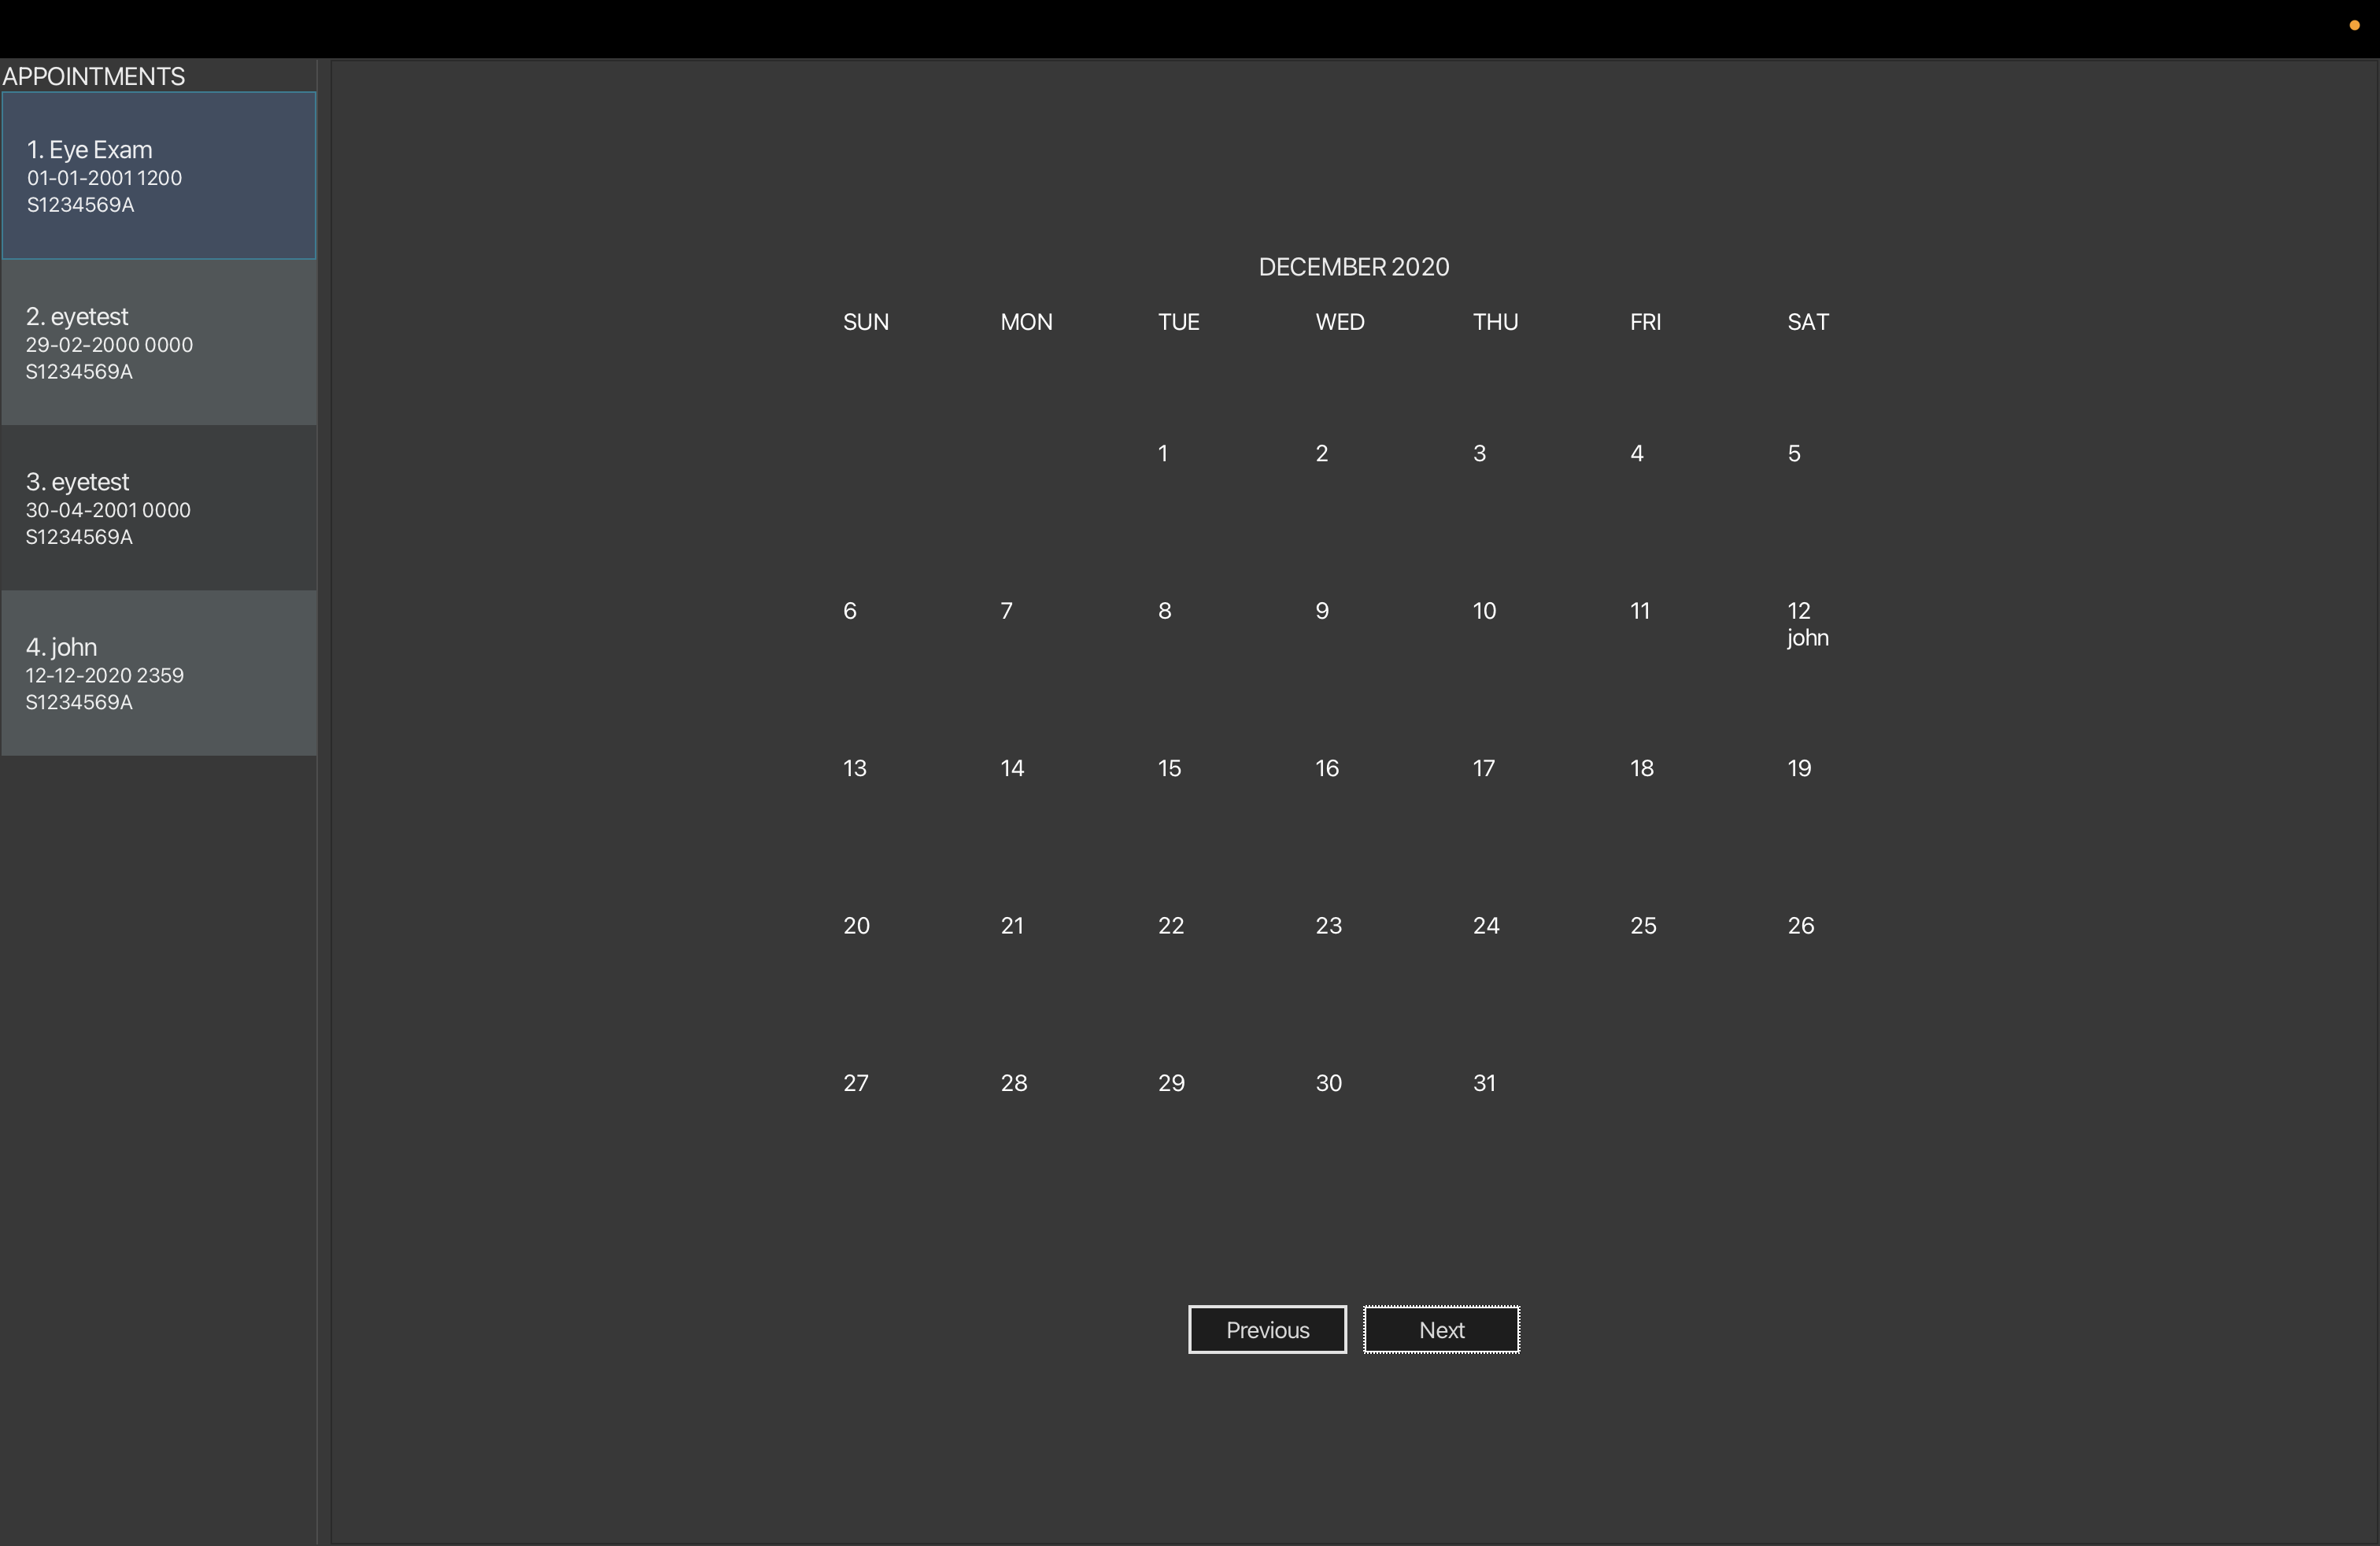 APPOINTMENTS
1. Eye Exam
01-01-2001 1200
S1234569A
2. eyetest
29-02-2000 0000
S1234569A
3. eyetest
30-04-2001 0000
S1234569A
4. john
12-12-2020 2359
S1234569A
DECEMBER 2020
SUN MON TUE WED THU FRI SAT
1 2 3 4 5
6 7 8 9 10 11 12
john
13 14 15 16 17 18 19
20 21 22 23 24 25 26
27 28 29 30 31
Previous Next